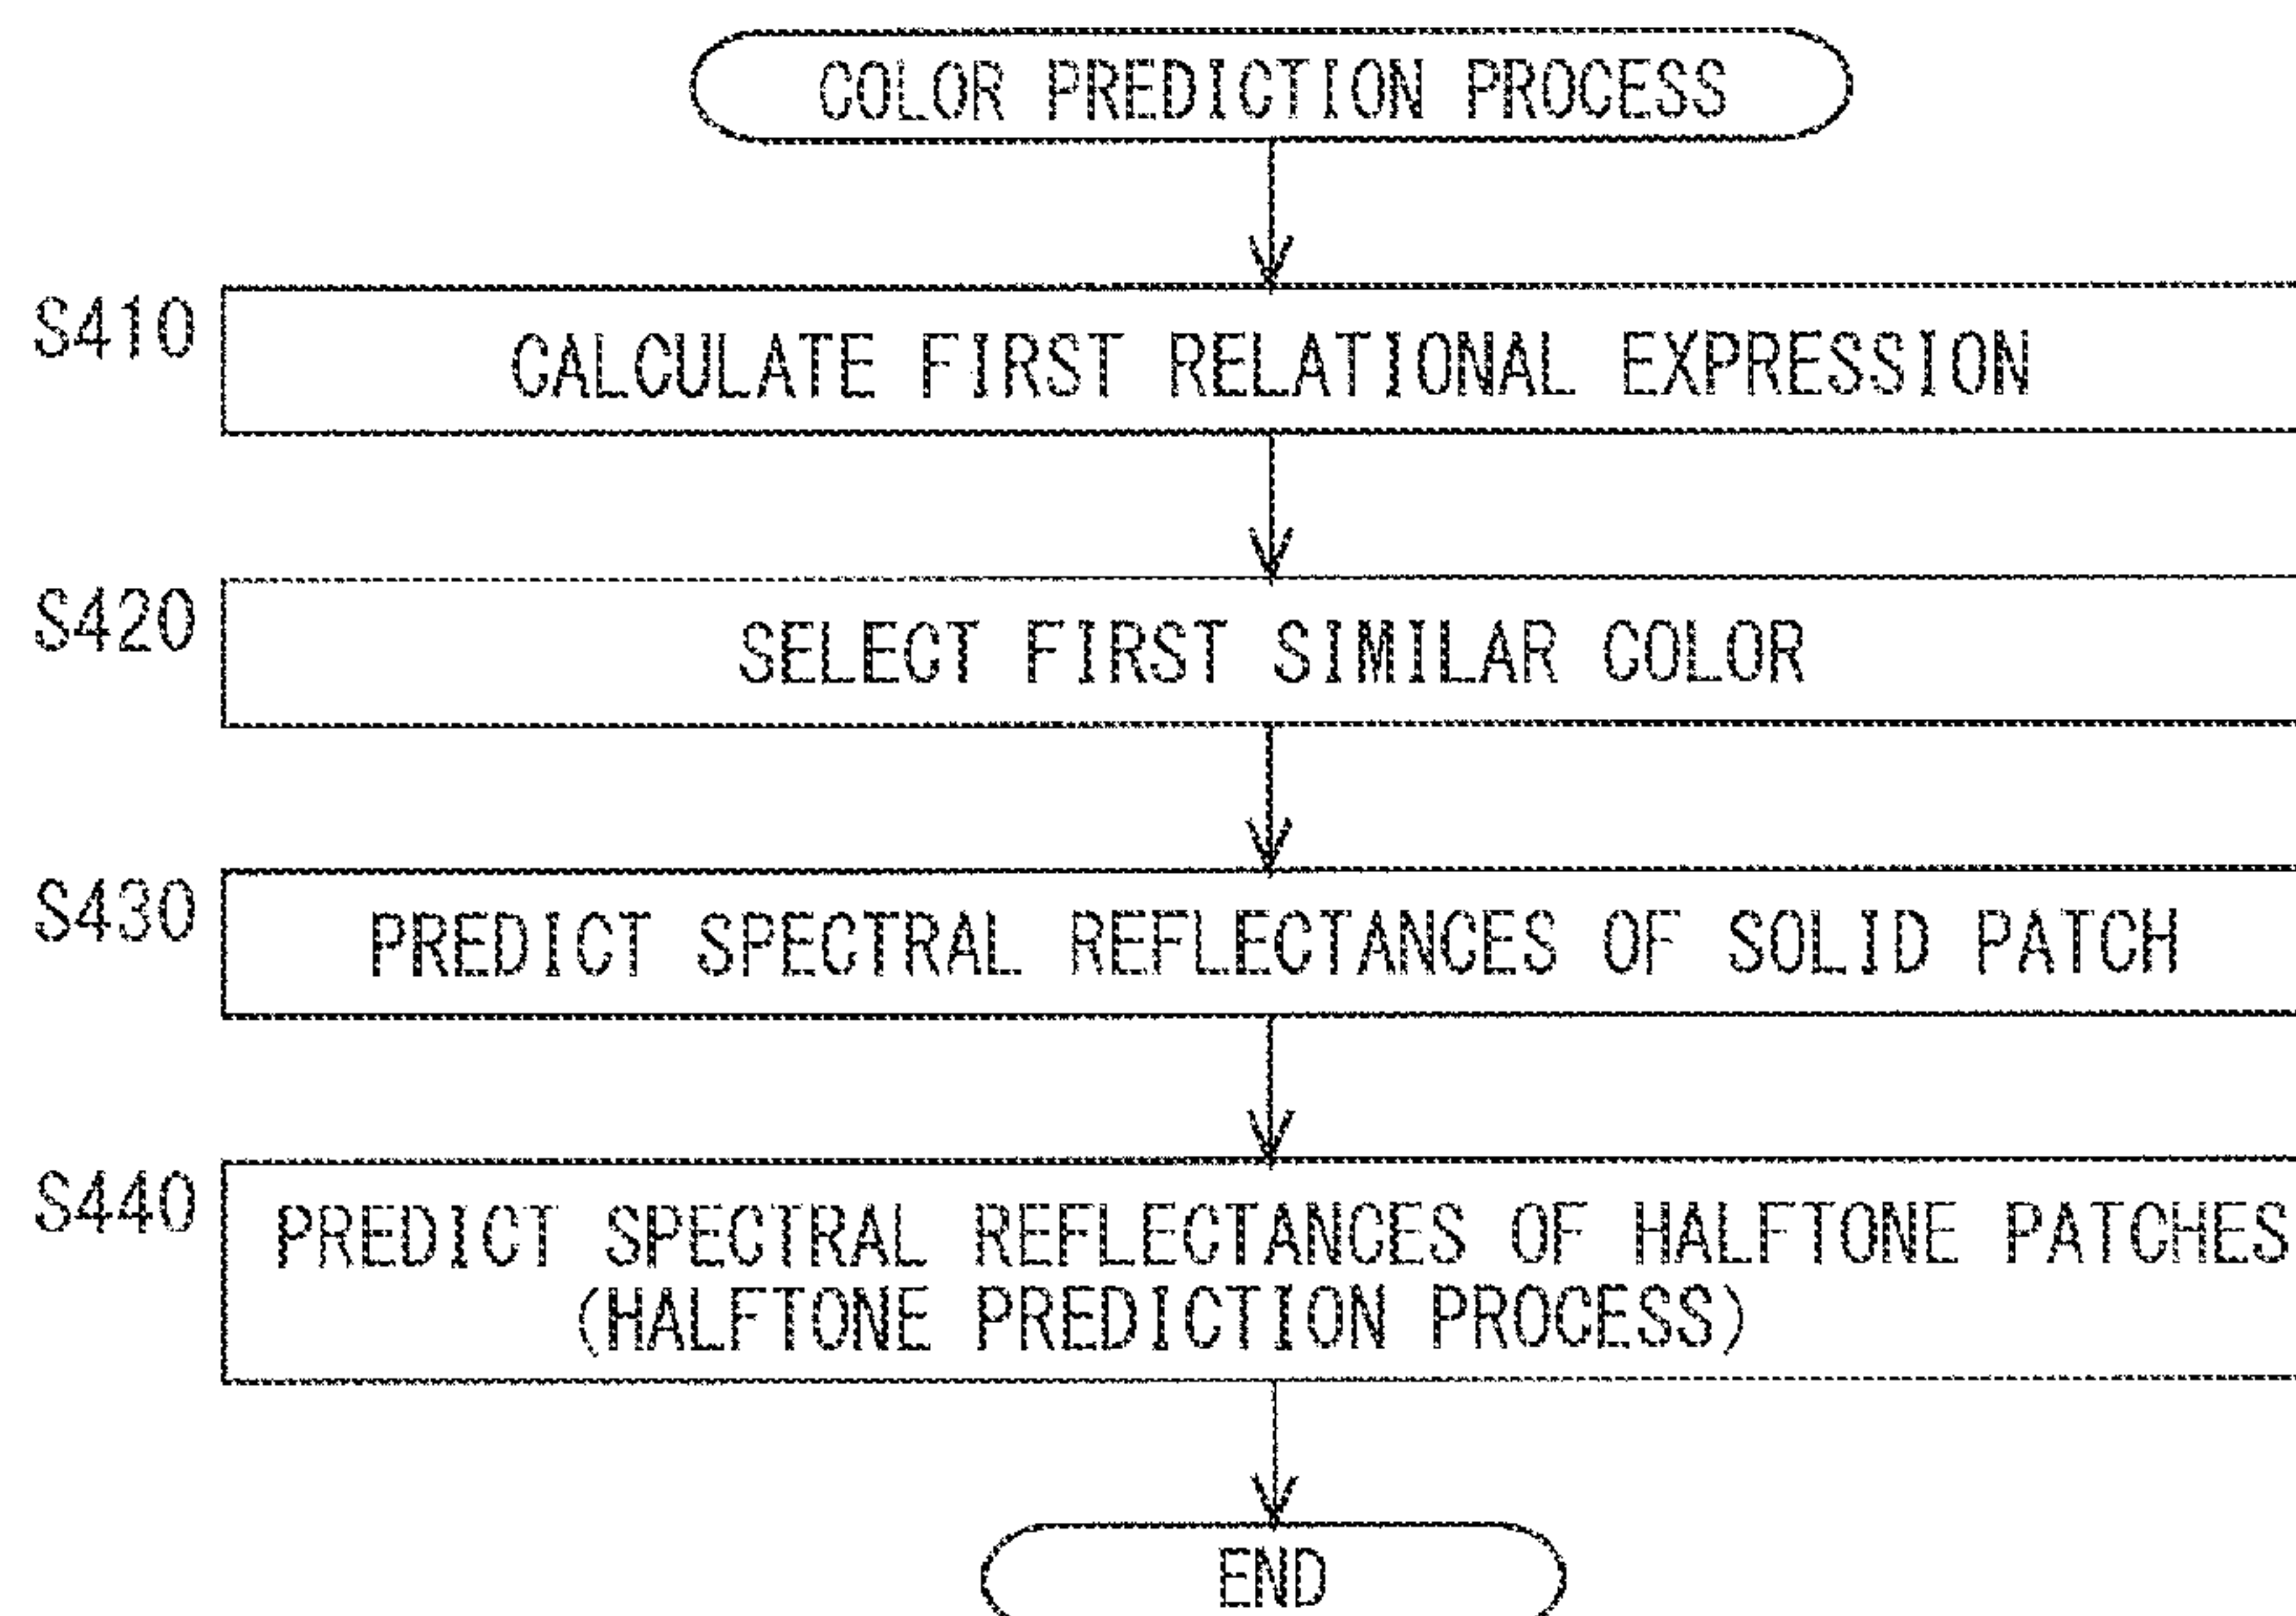 COLOR PREDICTION PROCESS
S410
CALCULATE FIRST RELATIONAL EXPRESSION
S420
SELECT FIRST SIMILAR COLOR
S430
PREDICT SPECTRAL REFLECTANCES OF SOLID PATCH
S440
PREDICT SPECTRAL REFLECTANCES OF HALFTONE PATCHES
(HALFTONE PREDICTION PROCESS)
END